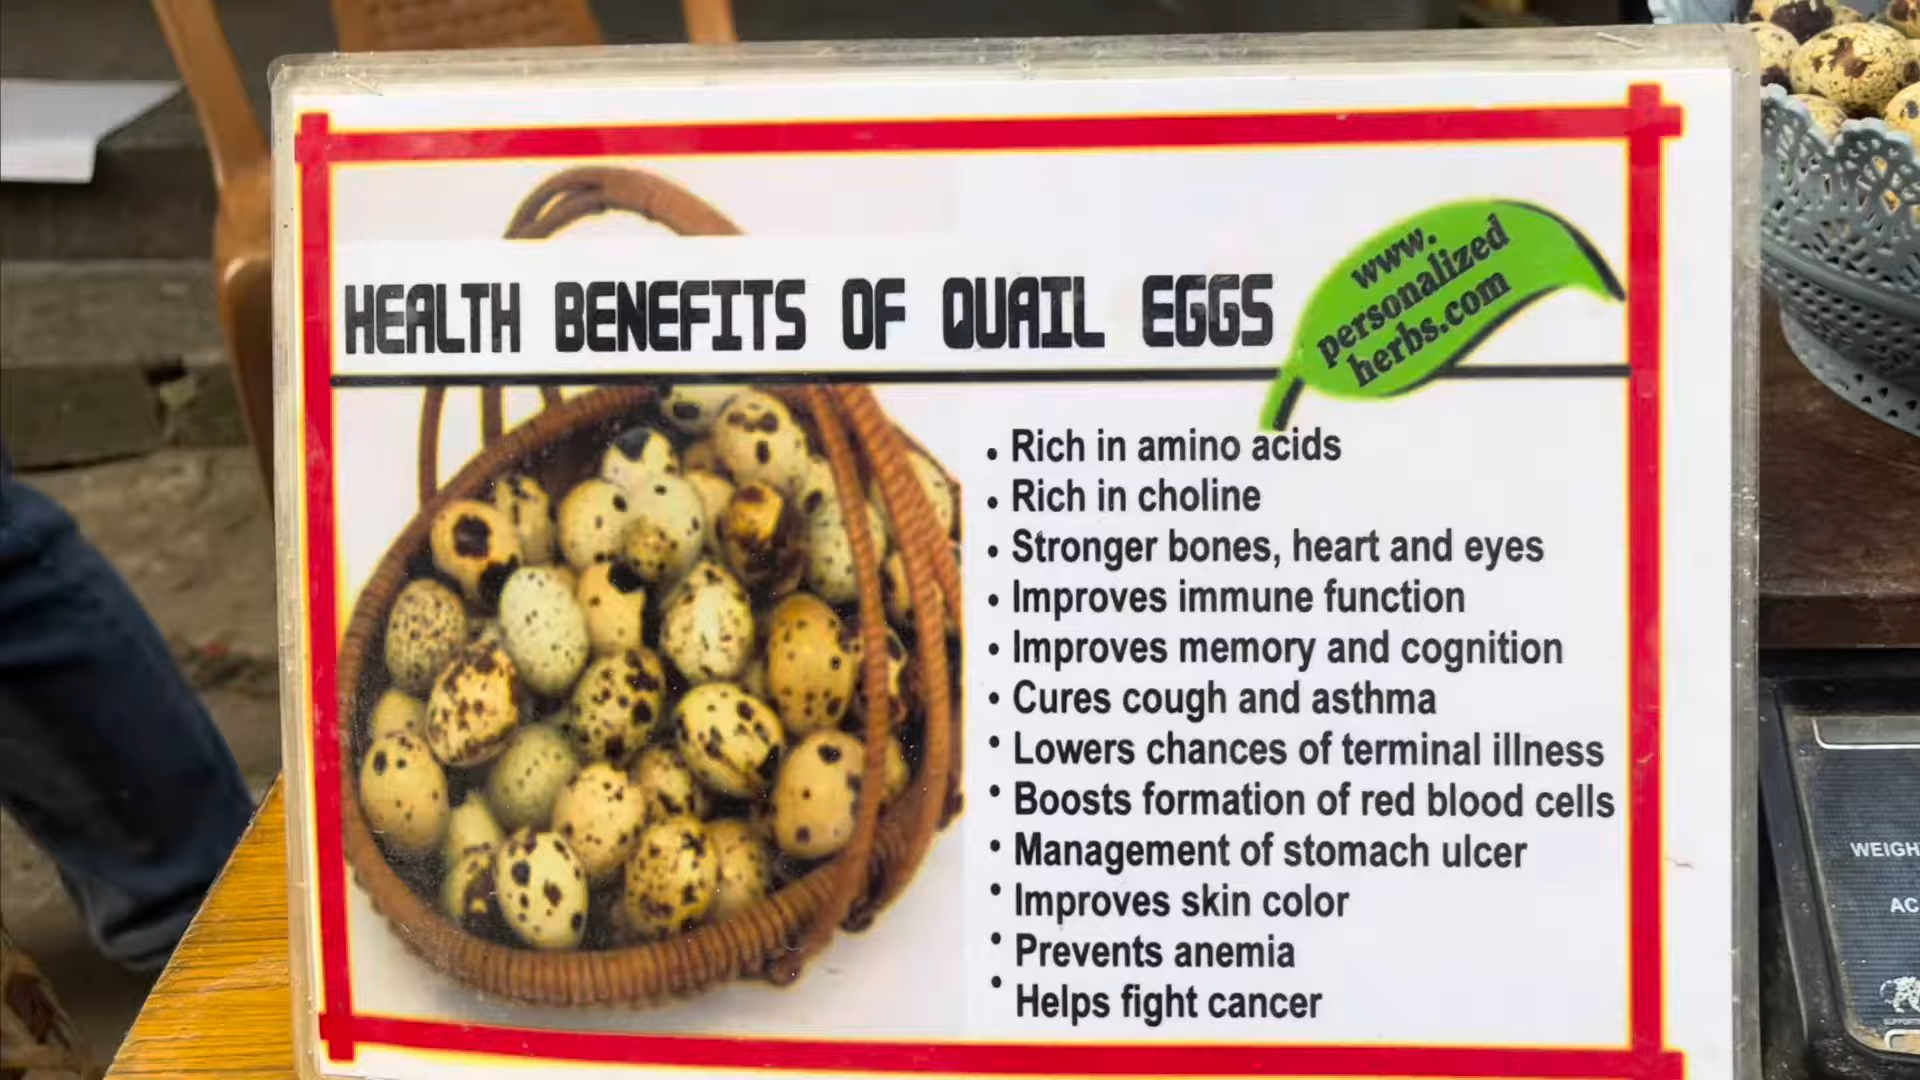 HEALTH BENEFITS OF QUAIL EGGS
www.
personalized
herbs.com
• Rich in amino acids
• Rich in choline
• Stronger bones, heart and eyes
• Improves immune function
• Improves memory and cognition
• Cures cough and asthma
• Lowers chances of terminal illness
• Boosts formation of red blood cells
• Management of stomach ulcer
• Improves skin color
• Prevents anemia
• Helps fight cancer
WEIGH
AC